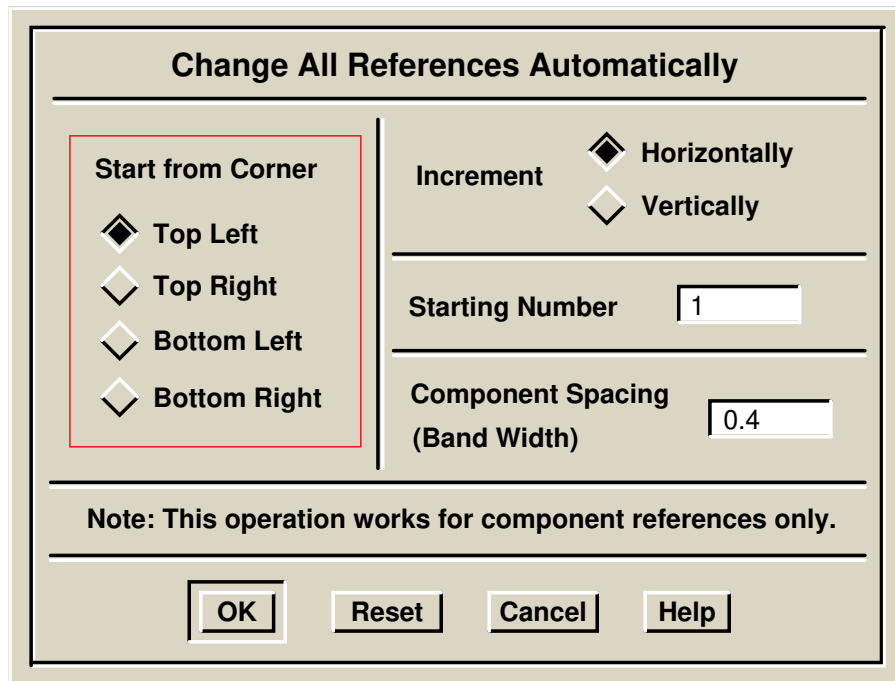 Change All References Automatically
Start from Corner
Top Left
Top Right
Bottom Left
Bottom Right
Increment
Horizontally
Vertically
Starting Number
1
Component Spacing
(Band Width)
0.4
Note: This operation works for component references only.
OK
Reset
Cancel
Help